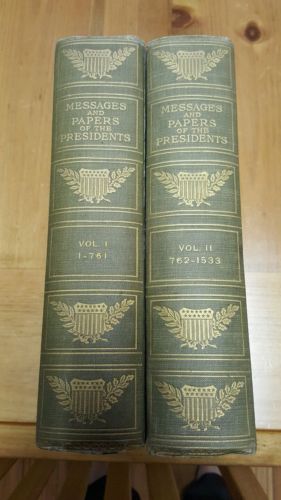 MESSAGES
AND
PAPERS
OF THE
PRESIDENTS
VOL. I
1-761
MESSAGES
AND
PAPERS
OF THE
PRESIDENTS
VOL. II
762-1533